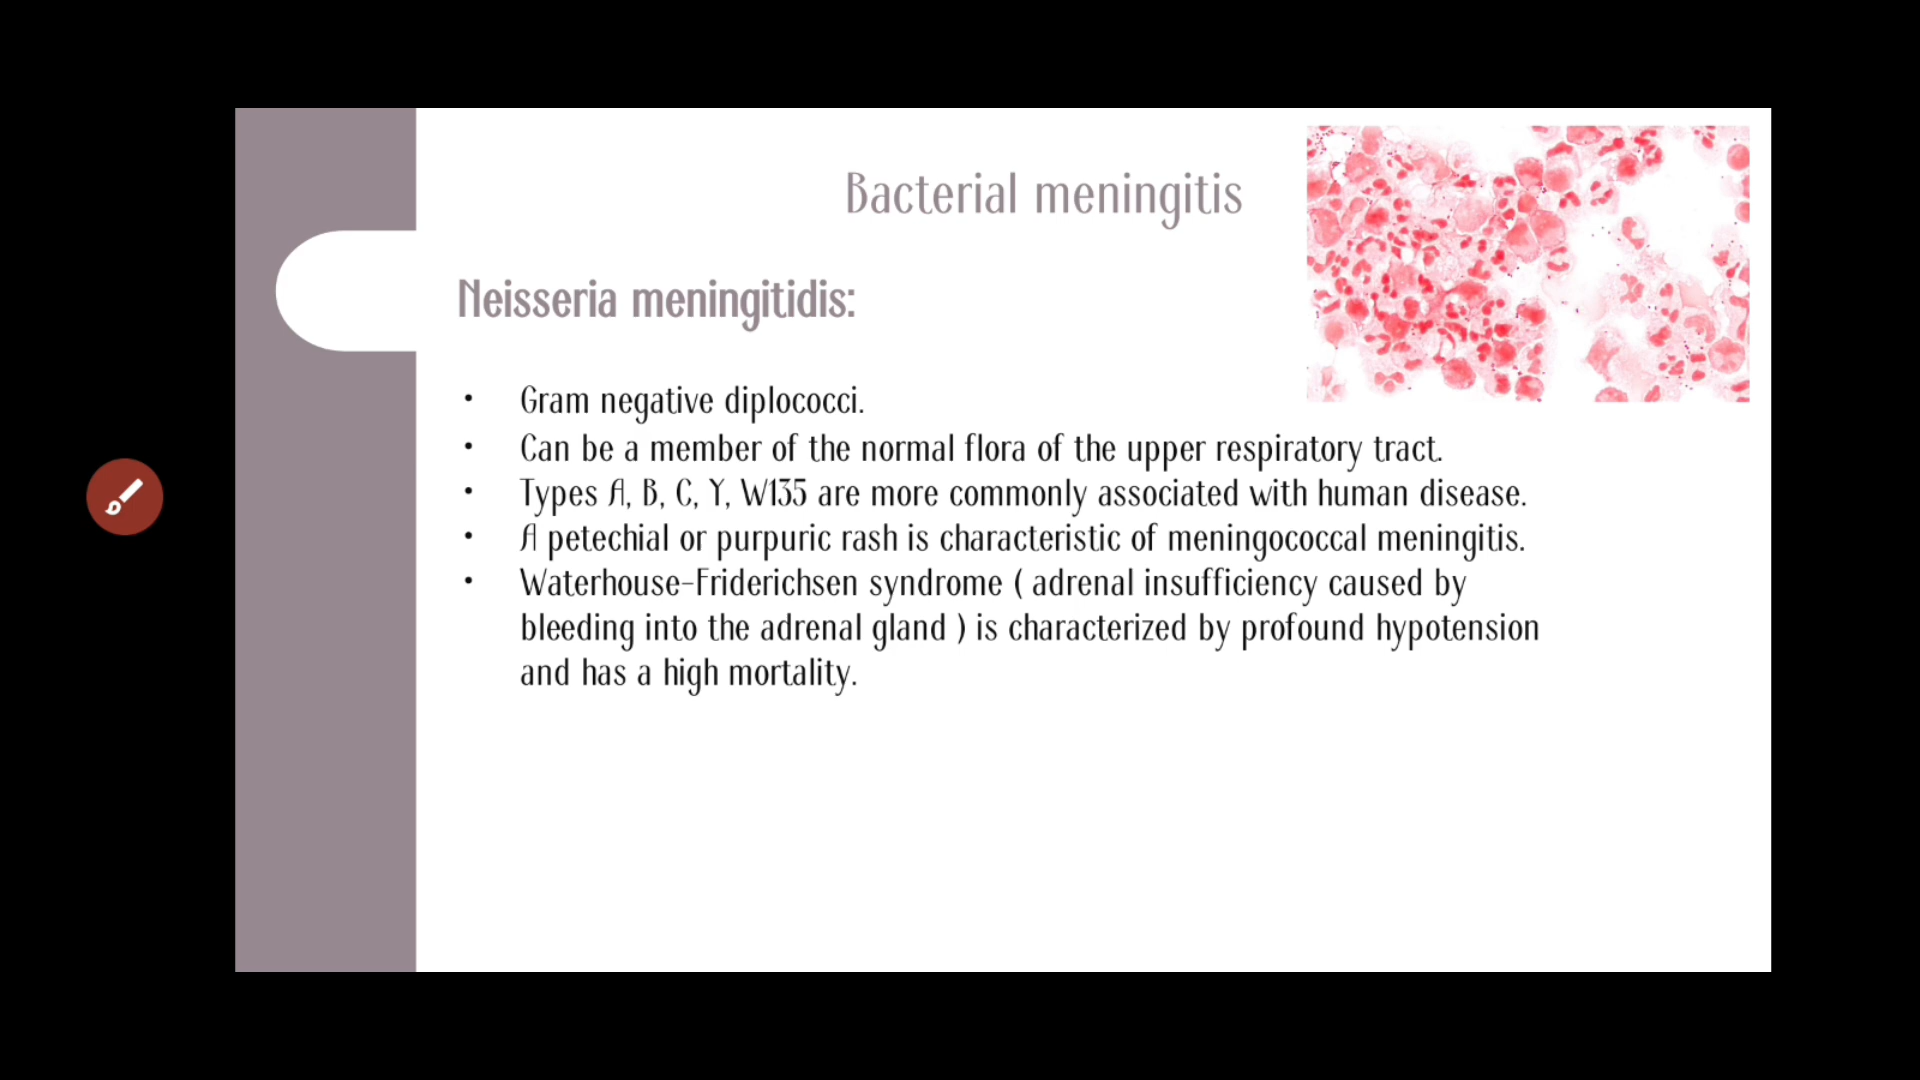 Bacterial meningitis
Neisseria meningitidis:
• Gram negative diplococci.
• Can be a member of the normal flora of the upper respiratory tract.
• Types A, B, C, Y, W135 are more commonly associated with human disease.
• A petechial or purpuric rash is characteristic of meningococcal meningitis.
• Waterhouse-Friderichsen syndrome ( adrenal insufficiency caused by
bleeding into the adrenal gland ) is characterized by profound hypotension
and has a high mortality.